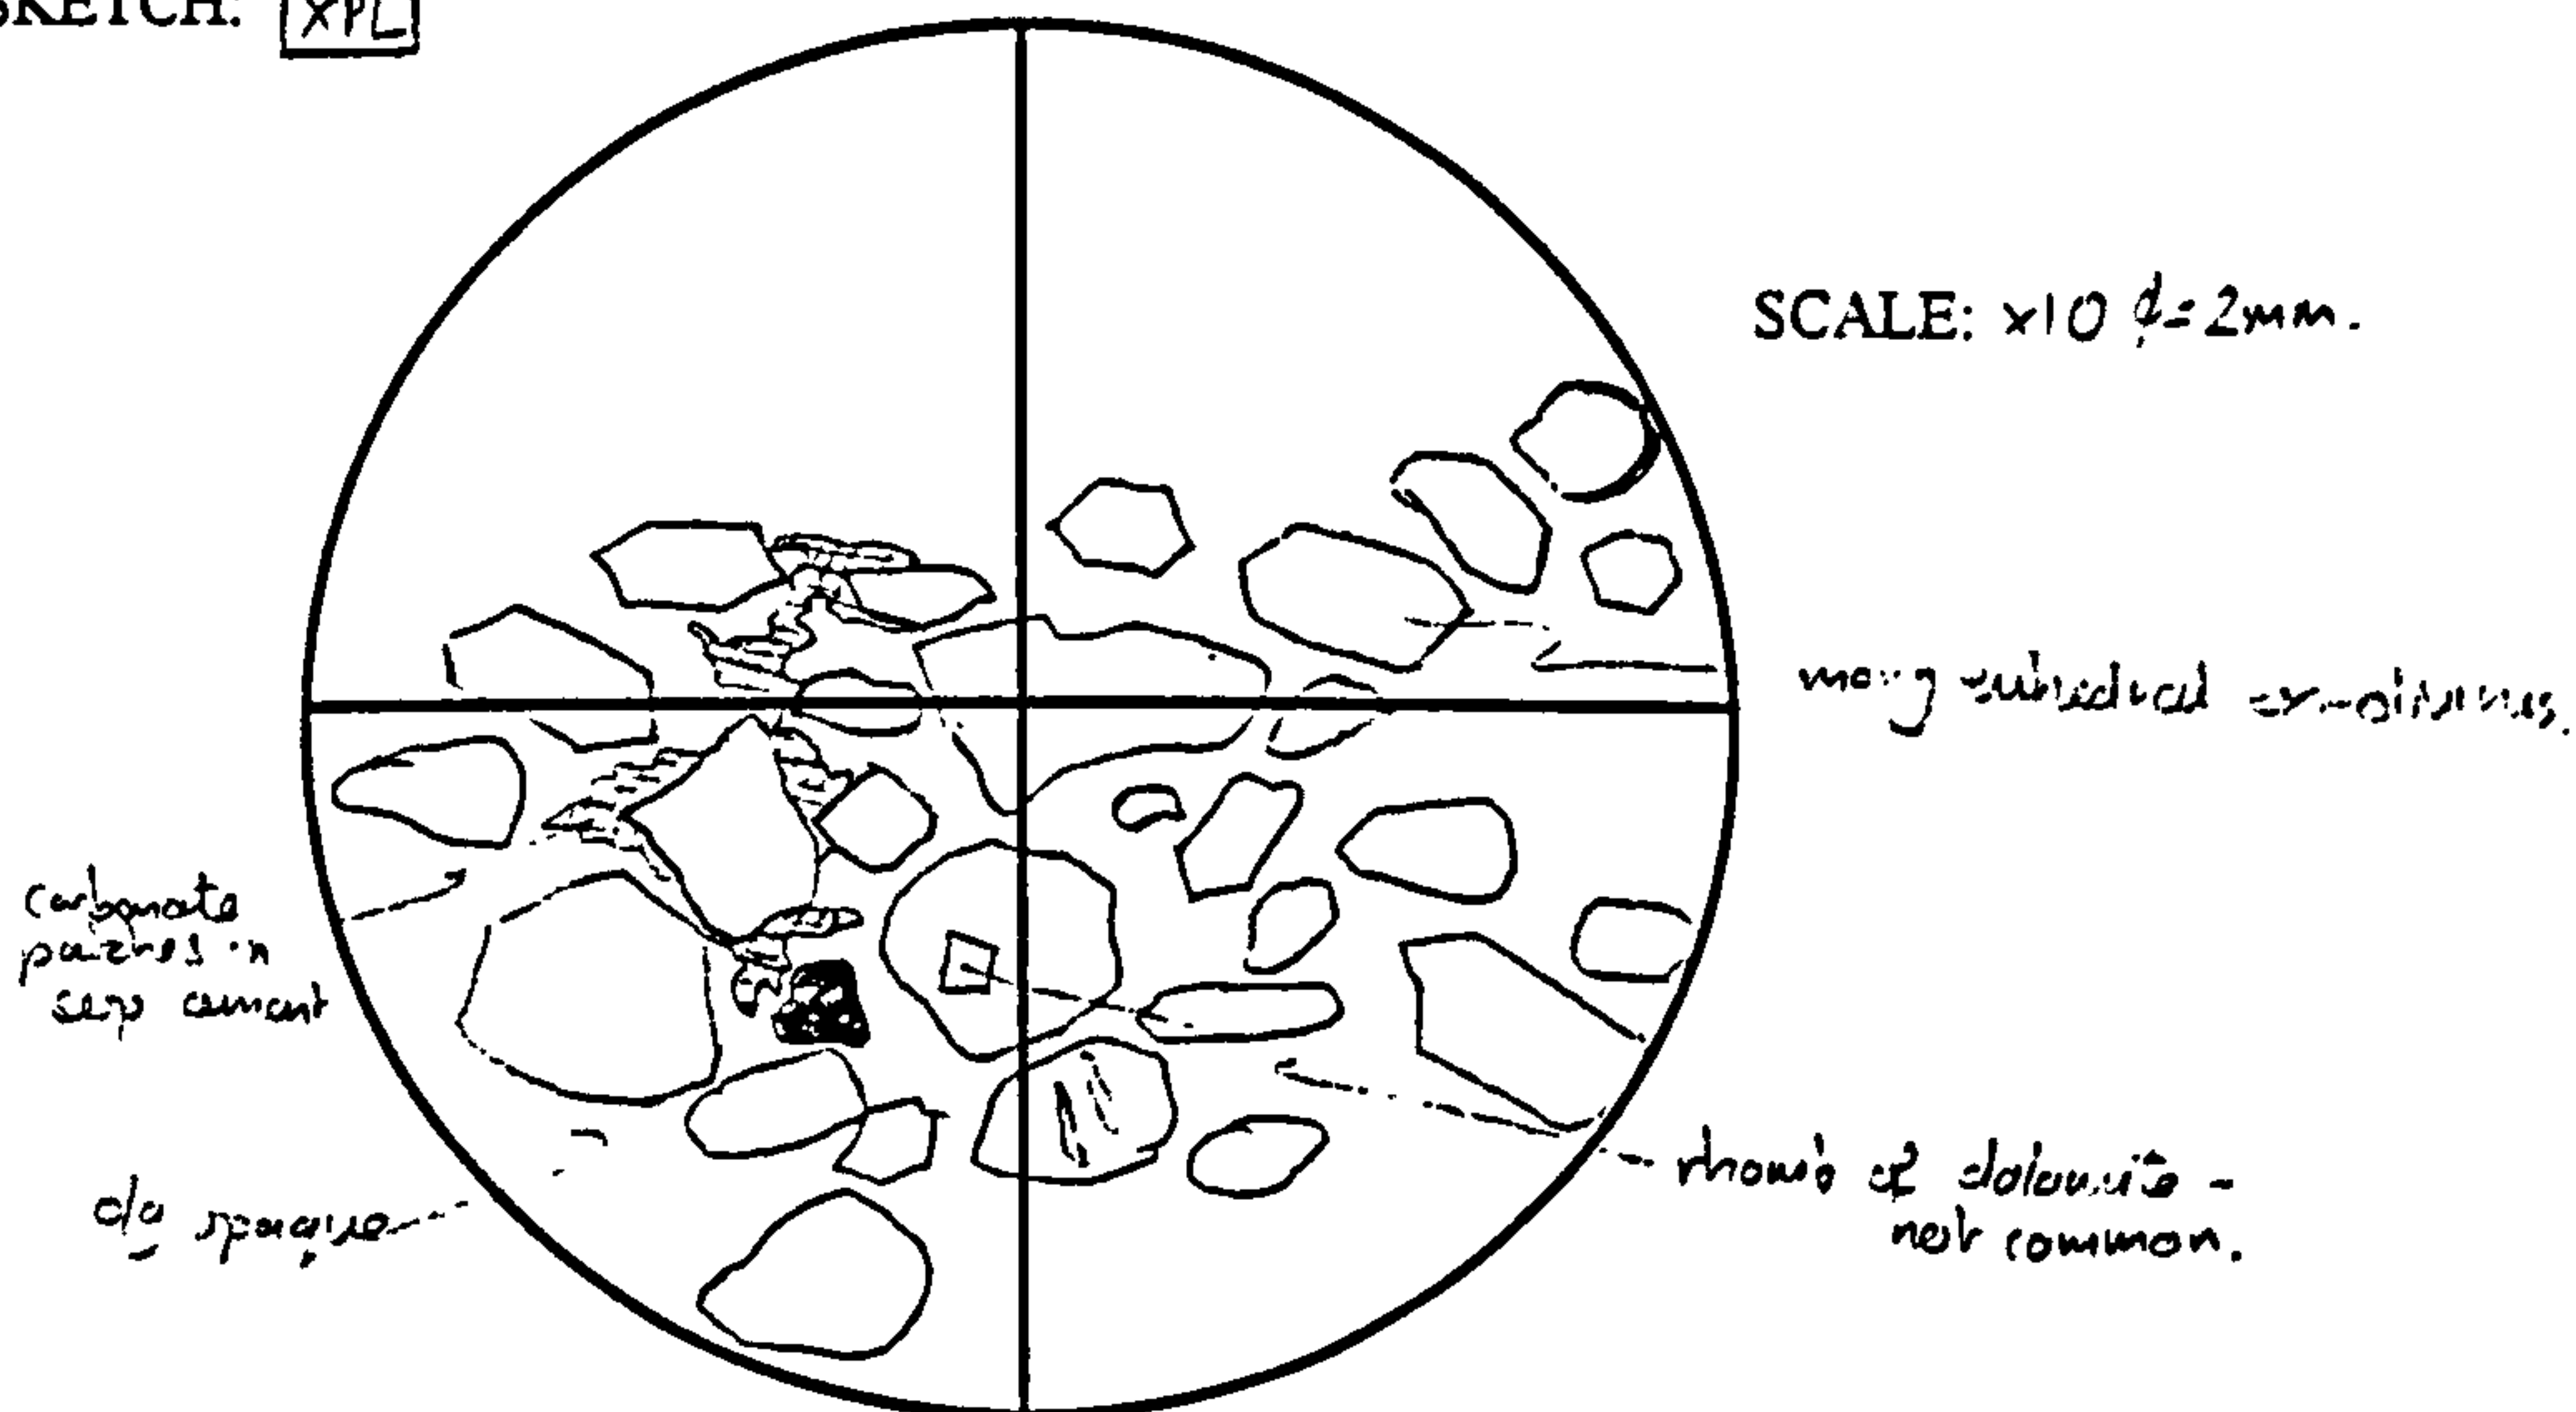 SKETCH: XPL
SCALE: x10 ϕ = 2mm.
many euhedral ex-olivines.
carbonate
patches in
serp cement
opaque
rhomb of dolomite -
not common.